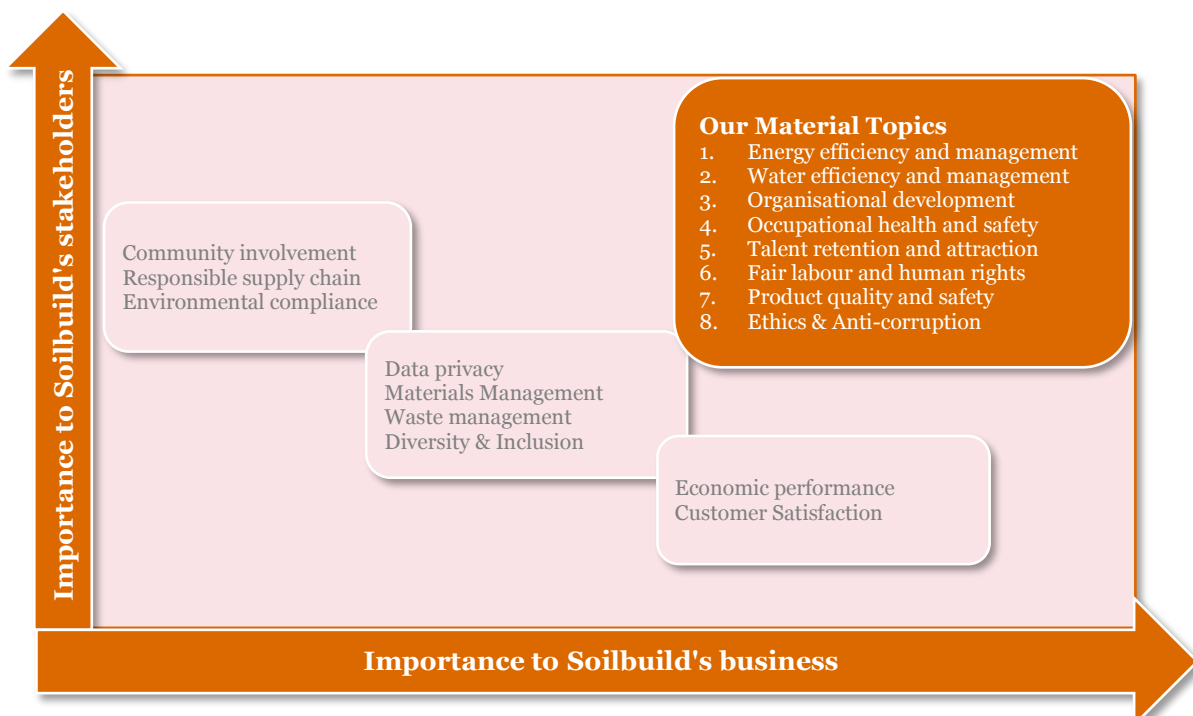 Importance to Soilbuild's stakeholders
Our Material Topics
1. Energy efficiency and management
2. Water efficiency and management
3. Organisational development
4. Occupational health and safety
5. Talent retention and attraction
6. Fair labour and human rights
7. Product quality and safety
8. Ethics & Anti-corruption
Community involvement
Responsible supply chain
Environmental compliance
Data privacy
Materials Management
Waste management
Diversity & Inclusion
Economic performance
Customer Satisfaction
Importance to Soilbuild's business